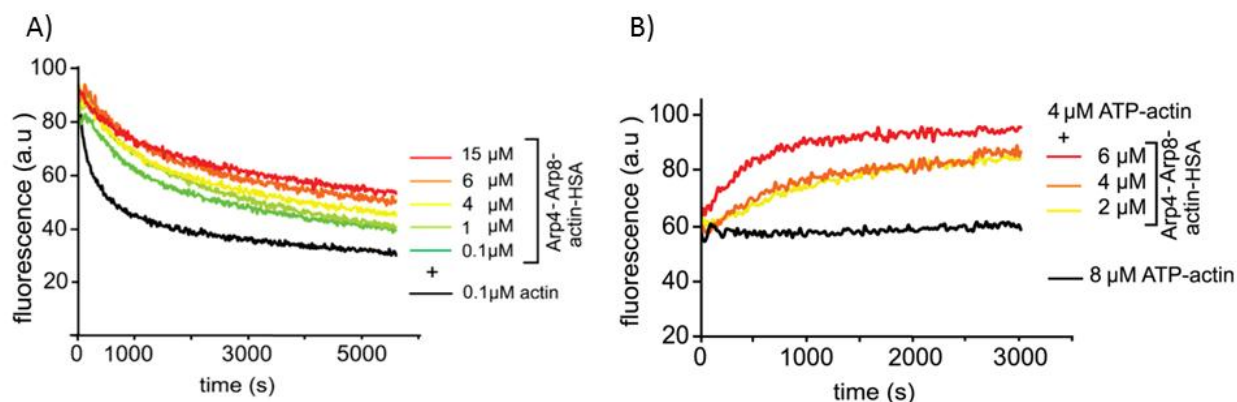 A)
100
80
60
40
20
fluorescence (a.u )
0
1000
3000
5000
time (s)
15 µM
6 µM
4 µM
1 µM
0.1µM
Arp4- Arp8-
actin-HSA
+
0.1µM actin
B)
100
80
60
40
20
fluorescence (a.u )
0
1000
2000
3000
time (s)
4 µM ATP-actin
+
6 µM
4 µM
2 µM
Arp4- Arp8-
actin-HSA
8 µM ATP-actin